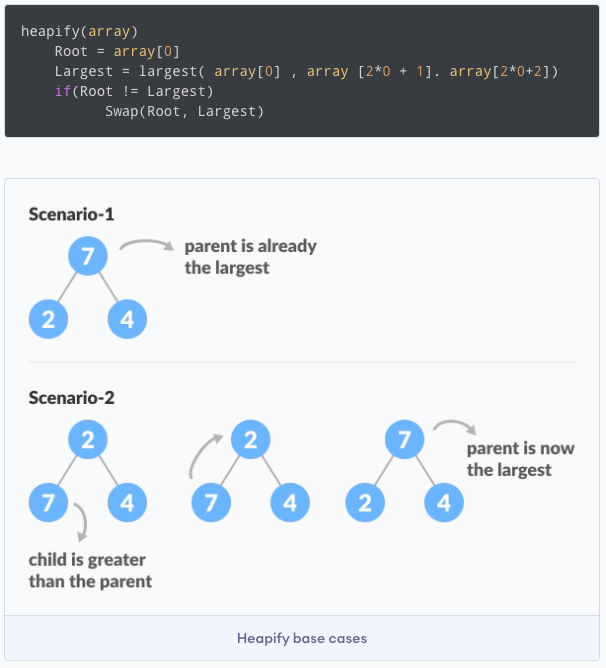 heapify(array)
    Root = array[0]
    Largest = largest( array[0] , array [2*0 + 1]. array[2*0+2])
    if(Root != Largest)
          Swap(Root, Largest)
Scenario-1
7
parent is already
the largest
2 4
Scenario-2
2 2 7
parent is now
the largest
7 4 7 4 2 4
child is greater
than the parent
Heapify base cases